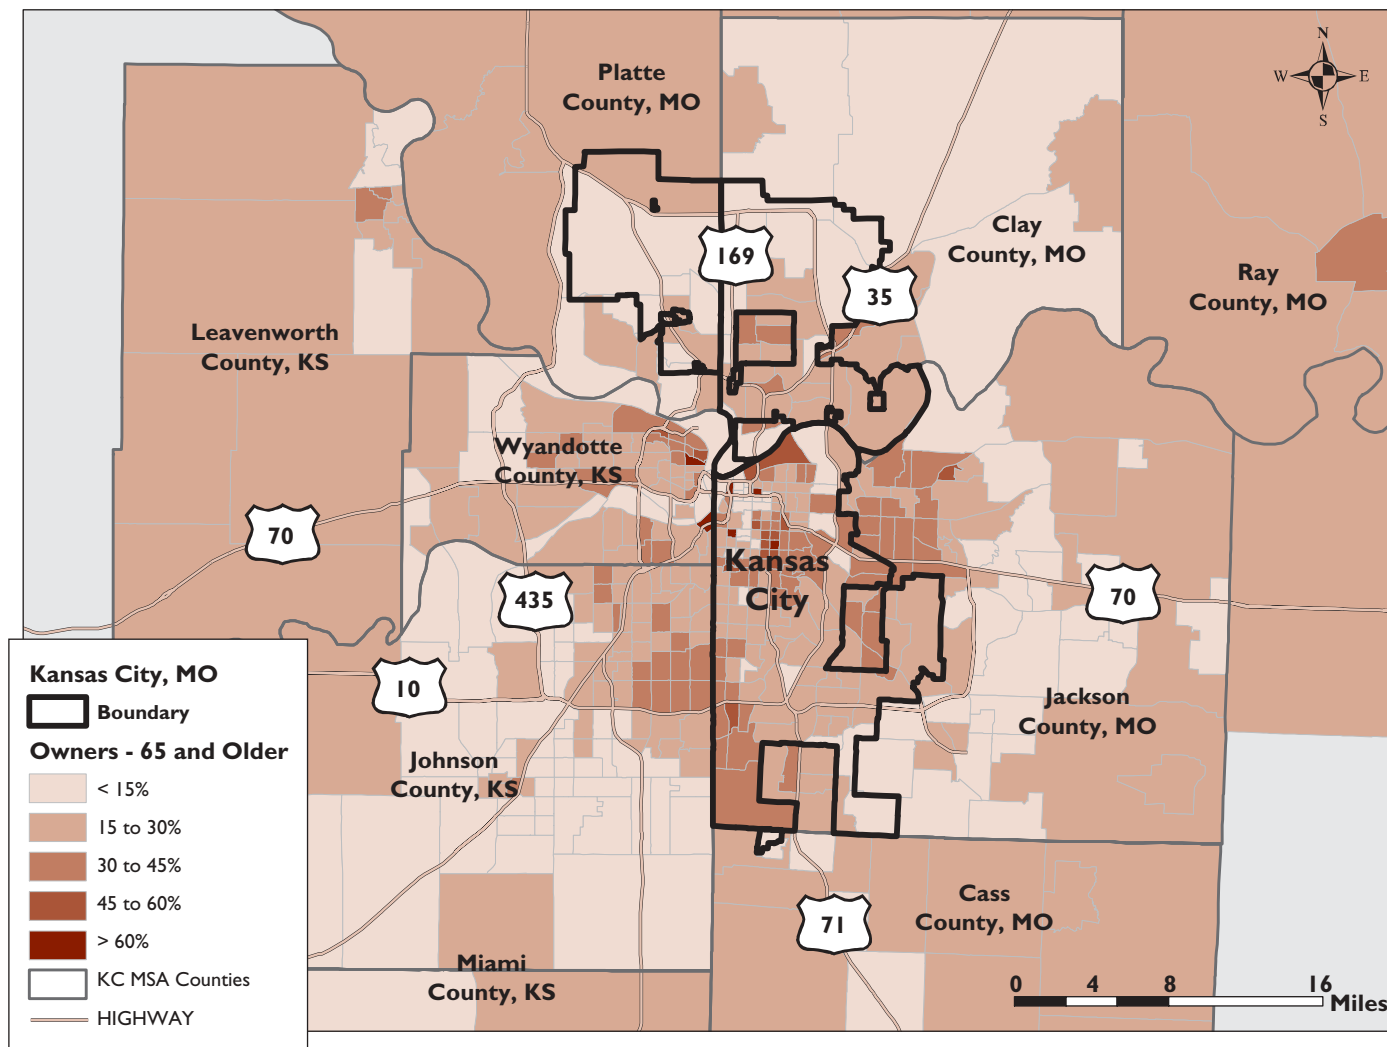 N
W E
S
Platte
County, MO
Clay
County, MO
169
35
Ray
County, MO
Leavenworth
County, KS
Wyandotte
County, KS
70
Kansas
City
435
70
10
Jackson
County, MO
Johnson
County, KS
Cass
County, MO
71
Miami
County, KS
Kansas City, MO
Boundary
Owners - 65 and Older
< 15%
15 to 30%
30 to 45%
45 to 60%
> 60%
KC MSA Counties
HIGHWAY
0 4 8 16
Miles